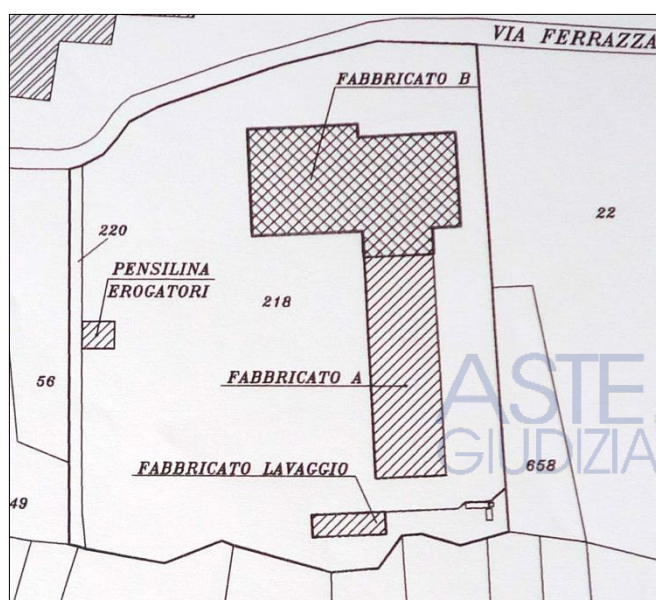 VIA FERRAZZA
FABBRICATO B
22
220
PENSILINA
EROGATORI
218
56
FABBRICATO A
ASTE
GIUDIZIA
FABBRICATO LAVAGGIO
658
49